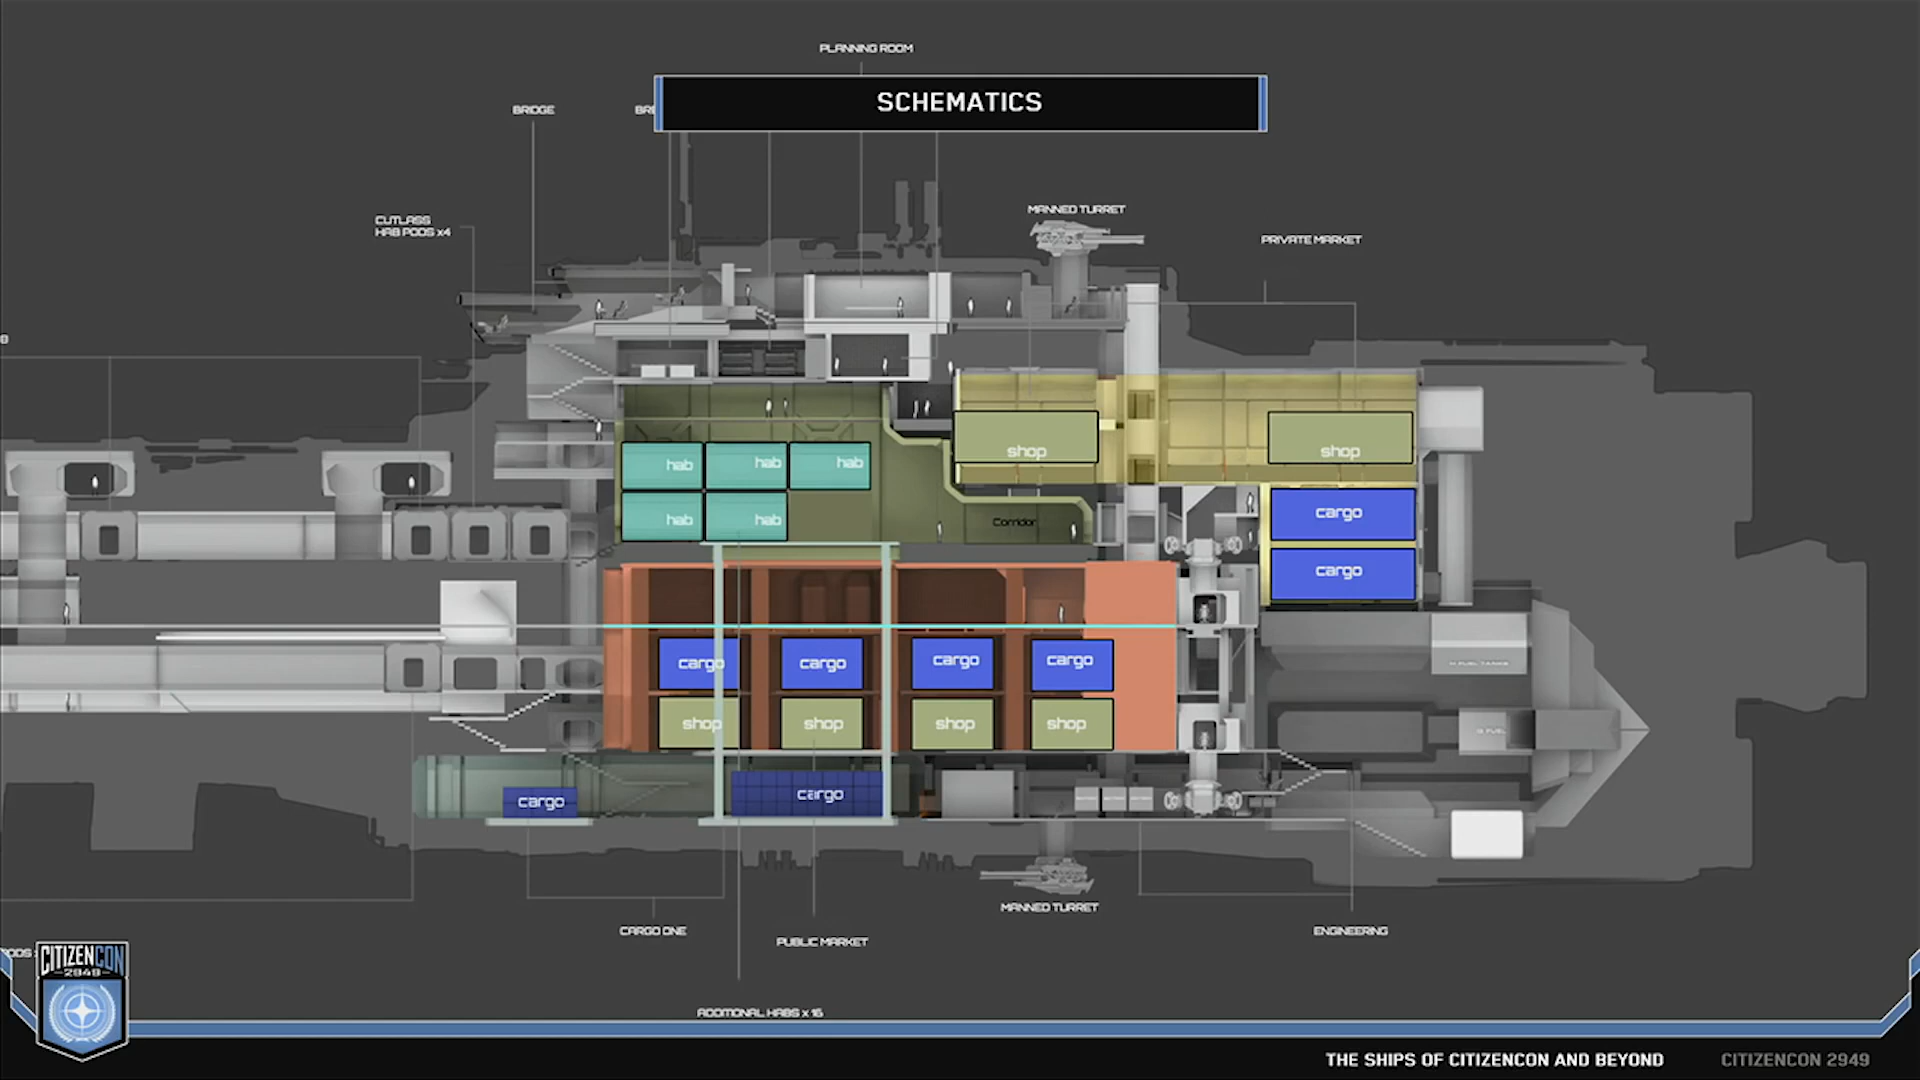 PLANNING ROOM
SCHEMATICS
BRIDGE
MANNED TURRET
CUTLASS
HAB PODS x4
PRIVATE MARKET
shop
shop
hab
hab
hab
hab
hab
Corridor
cargo
cargo
cargo
cargo
cargo
cargo
H FUEL TANKS
shop
shop
shop
shop
cargo
cargo
MANNED TURRET
CARGO ONE
PUBLIC MARKET
ENGINEERING
CITIZENCON
2949
ADDITIONAL HABS x 16
THE SHIPS OF CITIZENCON AND BEYOND
CITIZENCON 2949